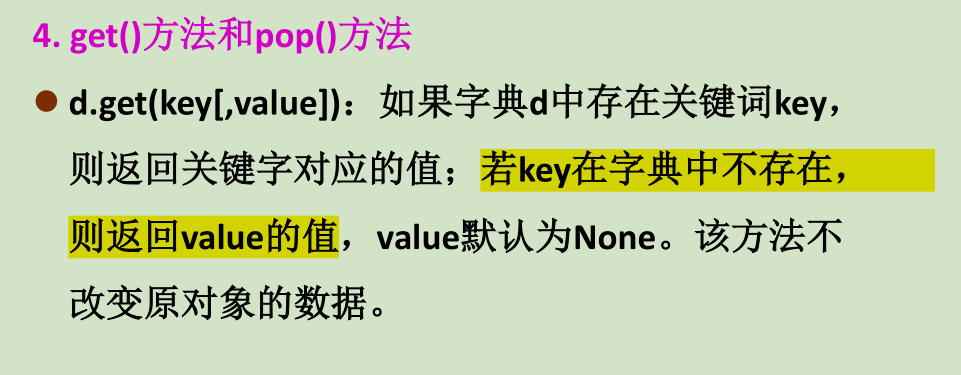 4. get()方法和pop()方法
d.get(key[,value])：如果字典d中存在关键词key，
则返回关键字对应的值；若key在字典中不存在，
则返回value的值，value默认为None。该方法不
改变原对象的数据。